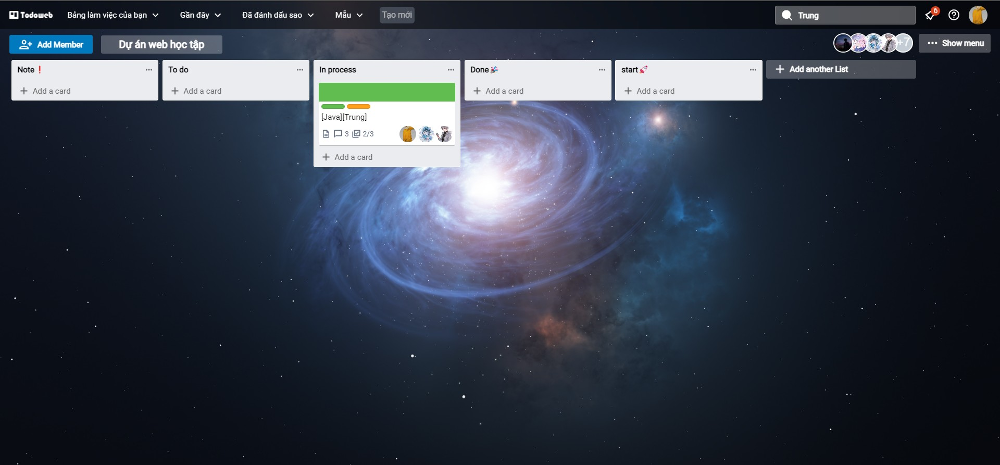 Todoweb Bảng làm việc của bạn Gần đây Đã đánh dấu sao Mẫu Tạo mới Trung 6
Add Member Dự án web học tập +7 Show menu
Note❗ To do In process Done🎉 start🚀 Add another List
Add a card Add a card Add a card Add a card
[Java][Trung]
3 2/3
Add a card